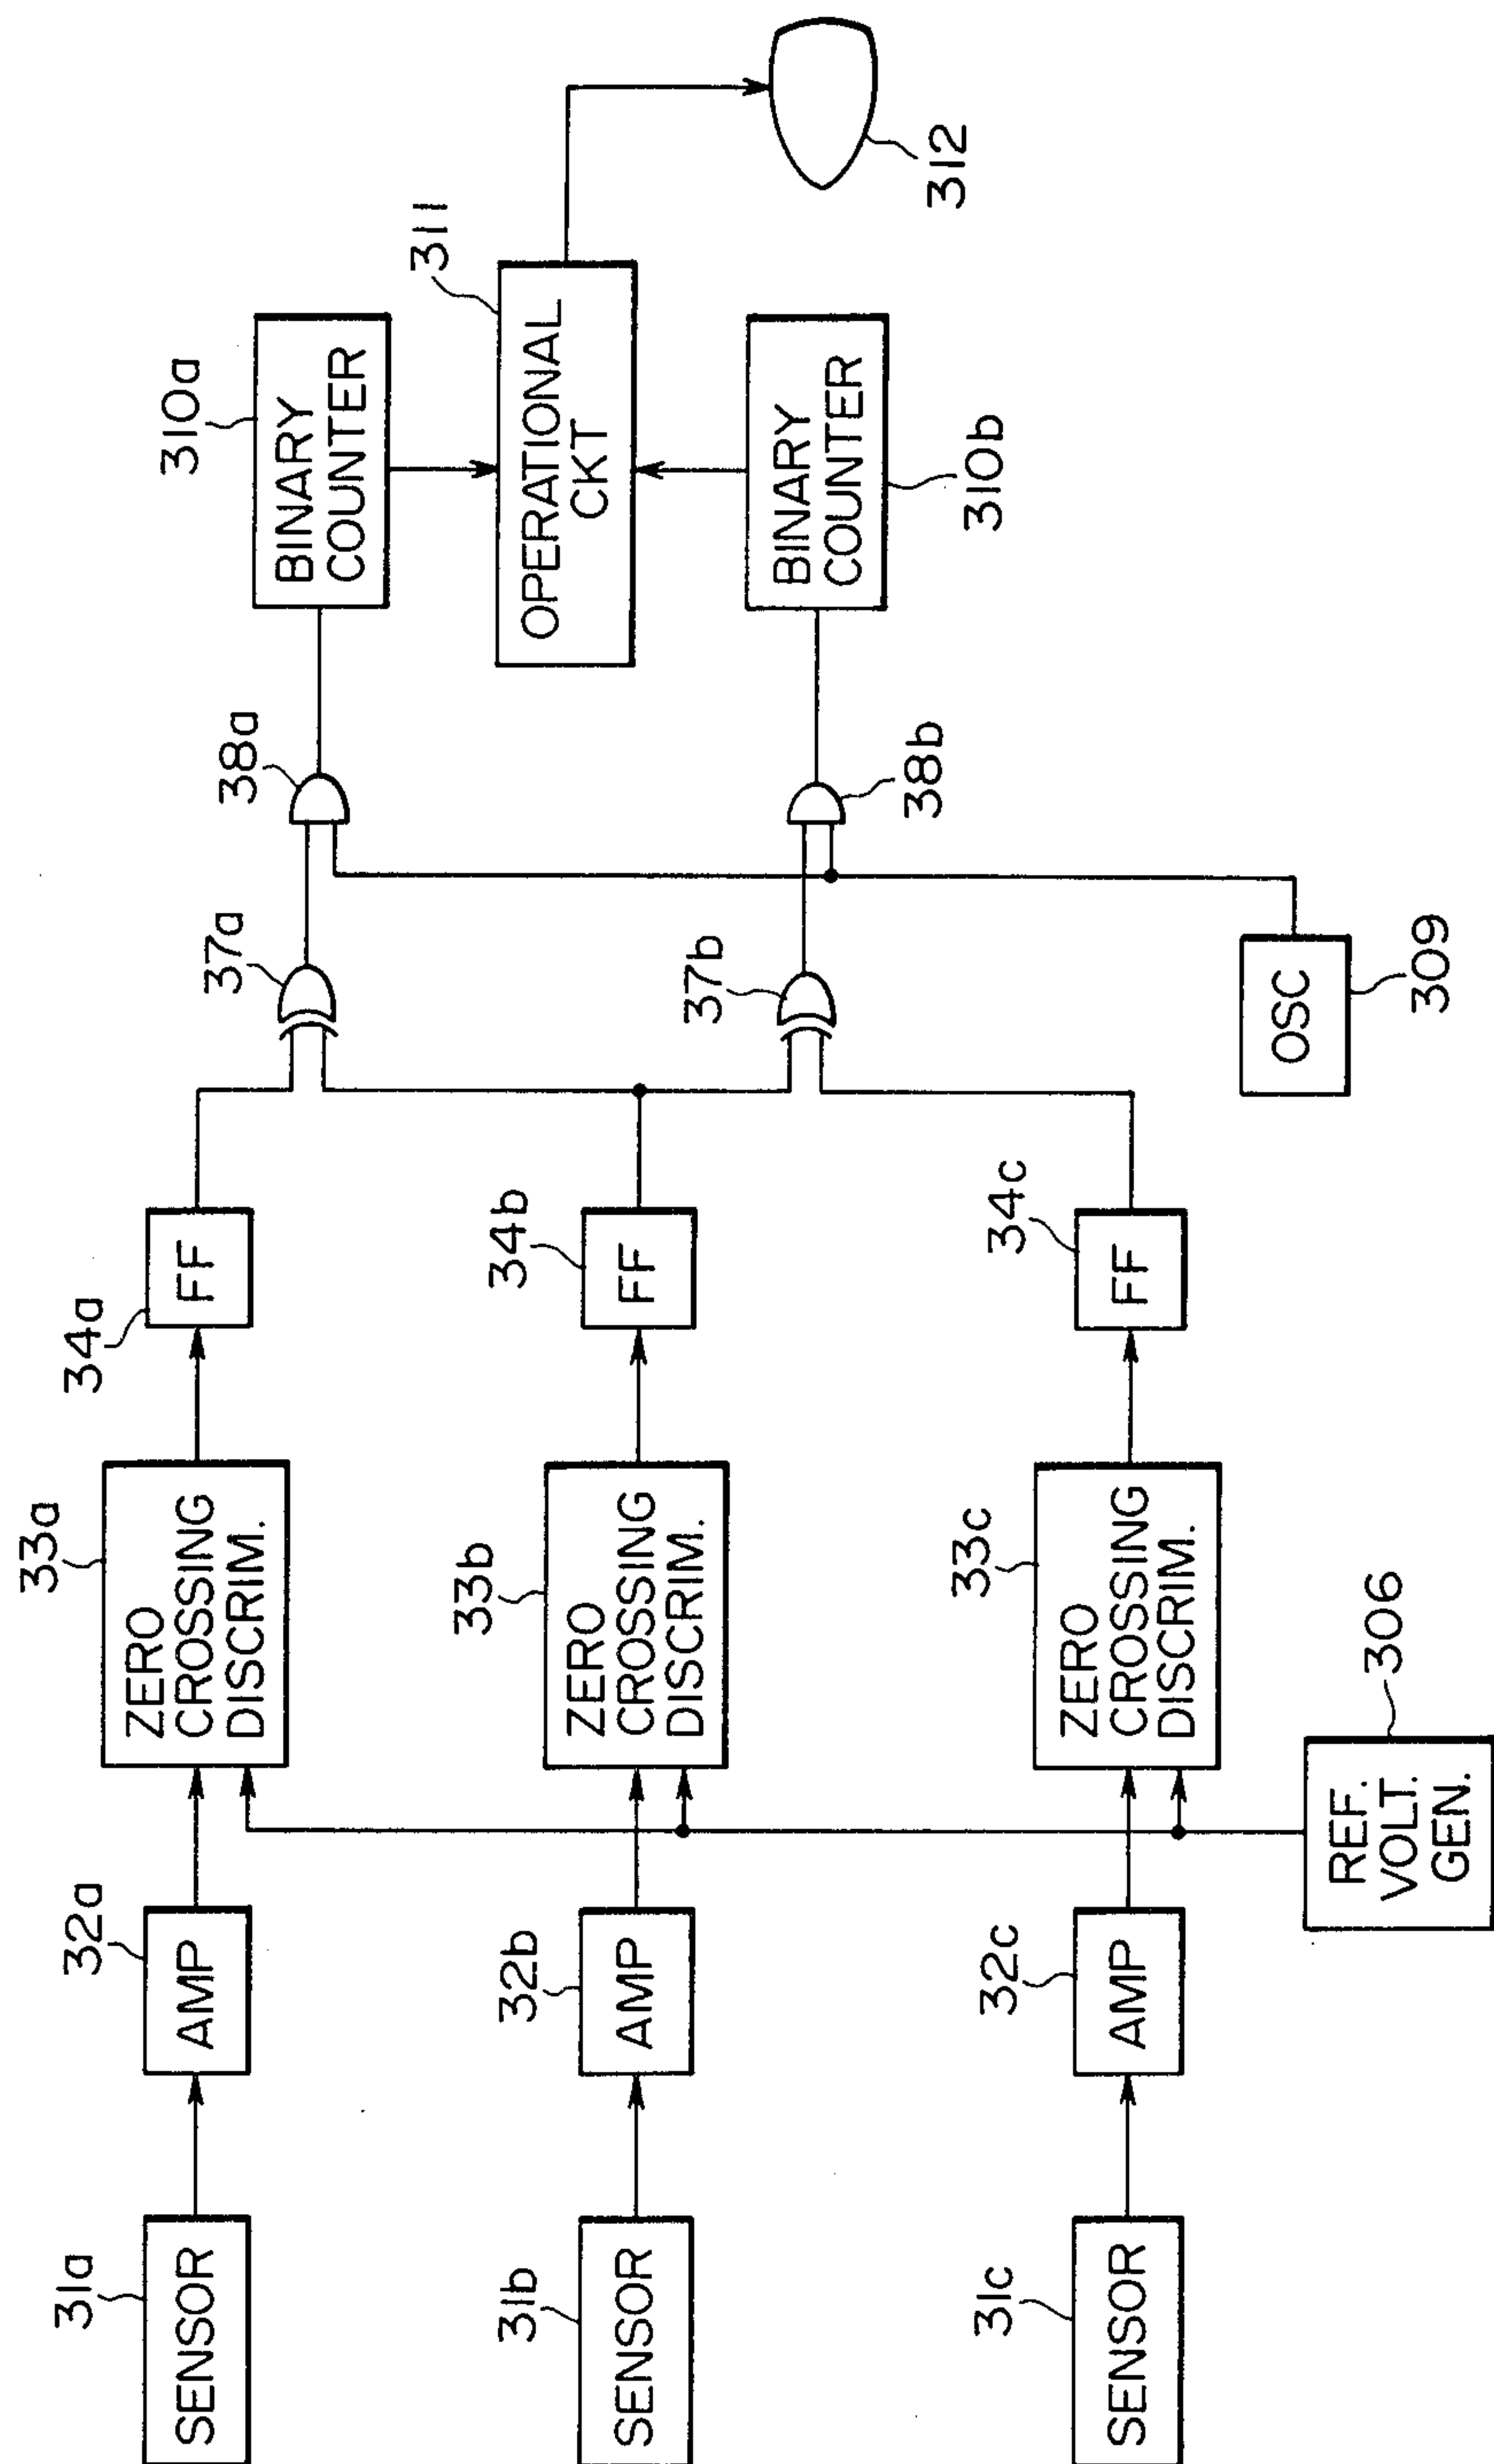 31a
SENSOR
32a
AMP
33a
ZERO
CROSSING
DISCRIM.
34a
FF
37a
38a
310a
BINARY
COUNTER
311
OPERATIONAL
CKT
312
31b
SENSOR
32b
AMP
33b
ZERO
CROSSING
DISCRIM.
34b
FF
37b
38b
BINARY
COUNTER
310b
31c
SENSOR
32c
AMP
33c
ZERO
CROSSING
DISCRIM.
34c
FF
REF.
VOLT.
GEN.
306
OSC
309